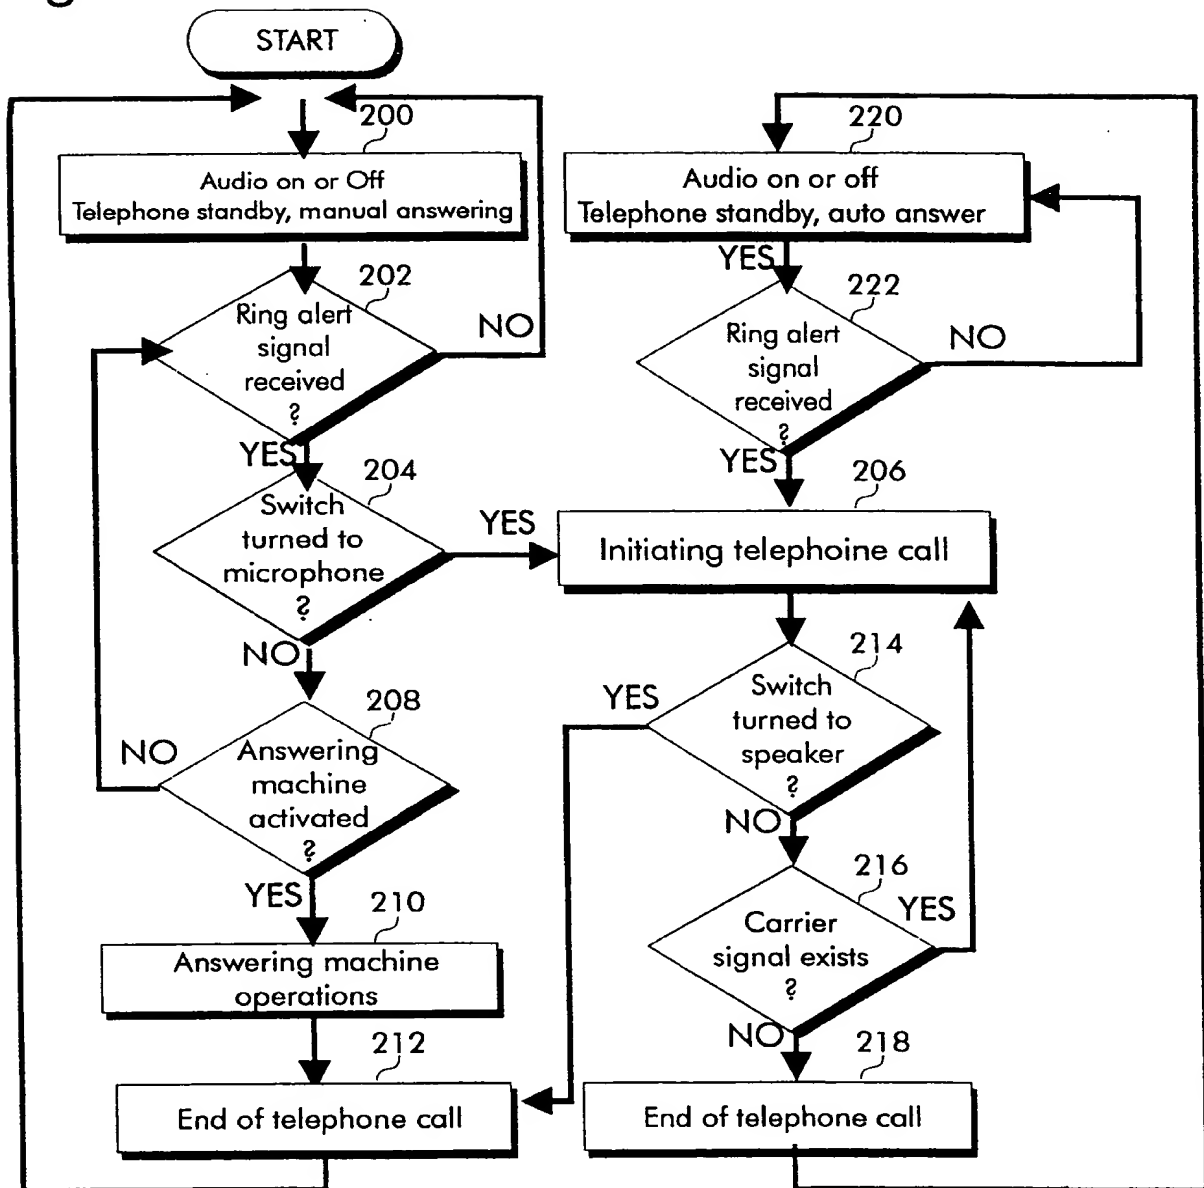 START
200
Audio on or Off
Telephone standby, manual answering
202
Ring alert
signal
received
?
NO
YES
204
Switch
turned to
microphone
?
YES
NO
208
Answering
machine
activated
?
NO
YES
210
Answering machine
operations
212
End of telephone call
220
Audio on or off
Telephone standby, auto answer
YES
222
Ring alert
signal
received
?
NO
YES
206
Initiating telephoine call
214
Switch
turned to
speaker
?
YES
NO
216
Carrier
signal exists
?
YES
NO
218
End of telephone call